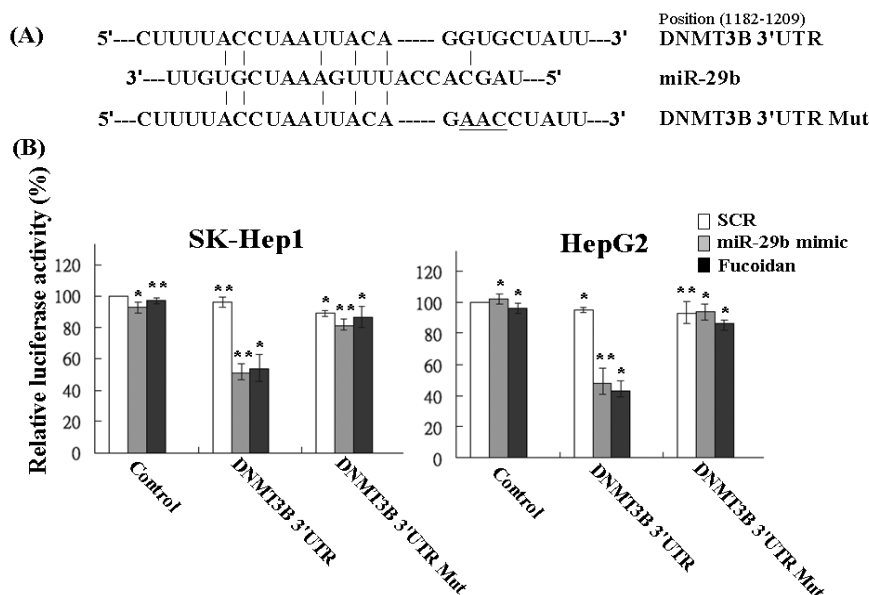 Position (1182-1209)
(A) 5'---CUUUUACCUAAUUACA ----- GGUGCUAUU---3' DNMT3B 3'UTR
3'---UUGUGCUAAAGUUUACCACGAU---5' miR-29b
5'---CUUUUACCUAAUUACA ----- GAACCUAUU---3' DNMT3B 3'UTR Mut
(B)
SCR
miR-29b mimic
Fucoidan
SK-Hep1
HepG2
Relative luciferase activity (%)
120
100
80
60
40
20
0
* **
**
** *
* ** *
Control
DNMT3B 3'UTR
DNMT3B 3'UTR Mut
120
100
80
60
40
20
0
* *
*
** *
** * *
Control
DNMT3B 3'UTR
DNMT3B 3'UTR Mut